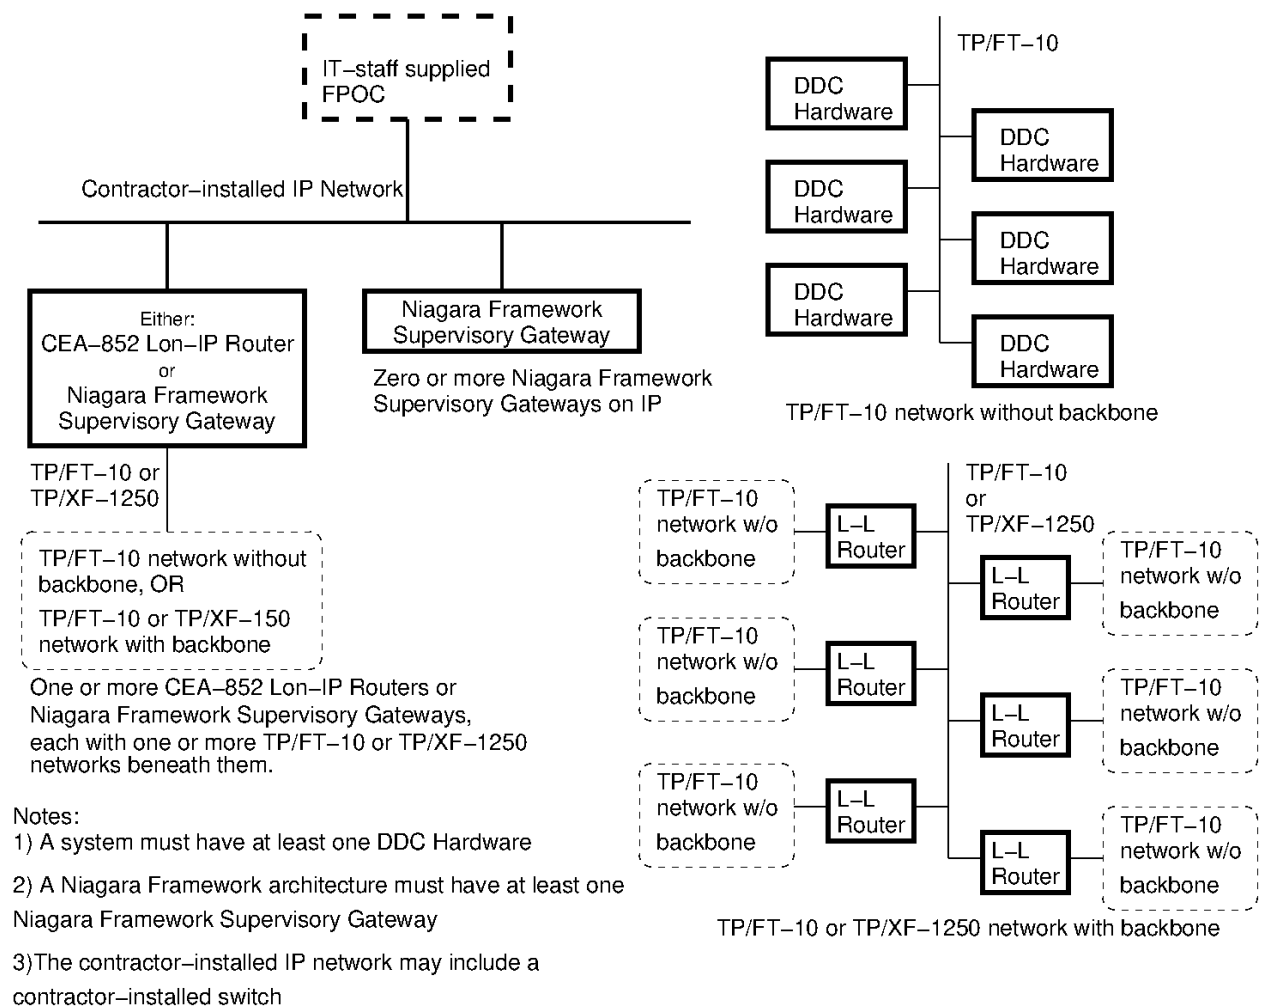 IT–staff supplied
FPOC
Contractor–installed IP Network
Either:
CEA–852 Lon–IP Router
or
Niagara Framework
Supervisory Gateway
Niagara Framework
Supervisory Gateway
Zero or more Niagara Framework
Supervisory Gateways on IP
TP/FT–10 or
TP/XF–1250
TP/FT–10 network without
backbone, OR
TP/FT–10 or TP/XF–150
network with backbone
One or more CEA–852 Lon–IP Routers or
Niagara Framework Supervisory Gateways,
each with one or more TP/FT–10 or TP/XF–1250
networks beneath them.
Notes:
1) A system must have at least one DDC Hardware
2) A Niagara Framework architecture must have at least one
Niagara Framework Supervisory Gateway
3)The contractor–installed IP network may include a
contractor–installed switch
TP/FT–10
DDC
Hardware
DDC
Hardware
DDC
Hardware
DDC
Hardware
DDC
Hardware
DDC
Hardware
TP/FT–10 network without backbone
TP/FT–10
or
TP/XF–1250
TP/FT–10
network w/o
backbone
L–L
Router
L–L
Router
TP/FT–10
network w/o
backbone
TP/FT–10
network w/o
backbone
L–L
Router
L–L
Router
TP/FT–10
network w/o
backbone
TP/FT–10
network w/o
backbone
L–L
Router
L–L
Router
TP/FT–10
network w/o
backbone
TP/FT–10 or TP/XF–1250 network with backbone